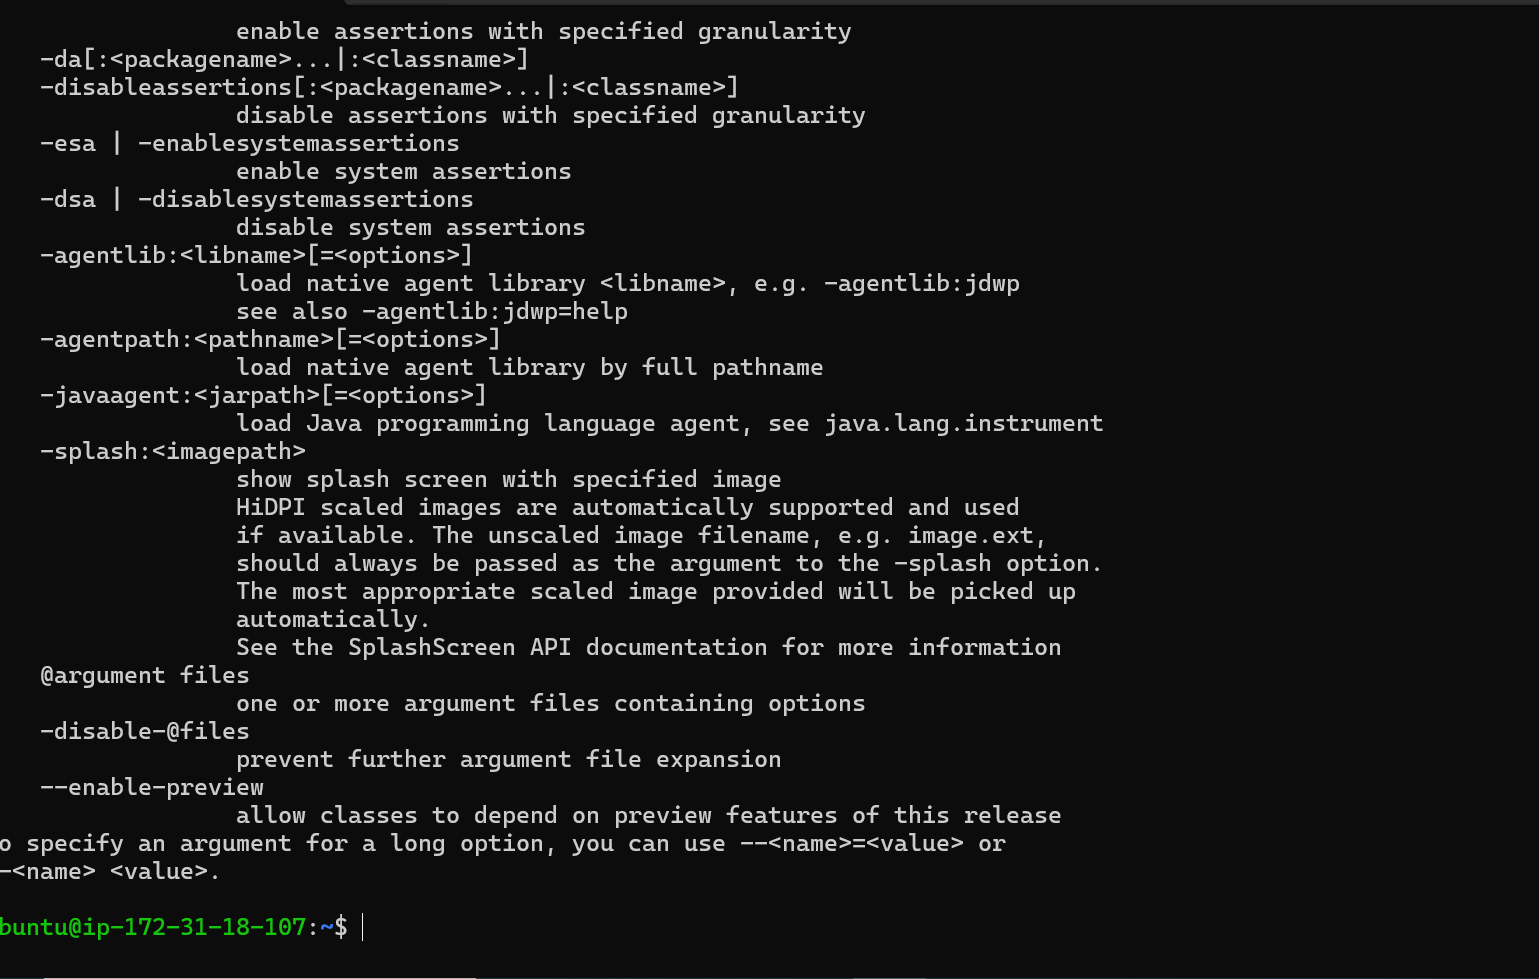 enable assertions with specified granularity
-da[:<packagename>...|:<classname>]
-disableassertions[:<packagename>...|:<classname>]
disable assertions with specified granularity
-esa | -enablesystemassertions
enable system assertions
-dsa | -disablesystemassertions
disable system assertions
-agentlib:<libname>[=<options>]
load native agent library <libname>, e.g. -agentlib:jdwp
see also -agentlib:jdwp=help
-agentpath:<pathname>[=<options>]
load native agent library by full pathname
-javaagent:<jarpath>[=<options>]
load Java programming language agent, see java.lang.instrument
-splash:<imagepath>
show splash screen with specified image
HiDPI scaled images are automatically supported and used
if available. The unscaled image filename, e.g. image.ext,
should always be passed as the argument to the -splash option.
The most appropriate scaled image provided will be picked up
automatically.
See the SplashScreen API documentation for more information
@argument files
one or more argument files containing options
-disable-@files
prevent further argument file expansion
--enable-preview
allow classes to depend on preview features of this release
o specify an argument for a long option, you can use --<name>=<value> or
-<name> <value>.
buntu@ip-172-31-18-107:~$